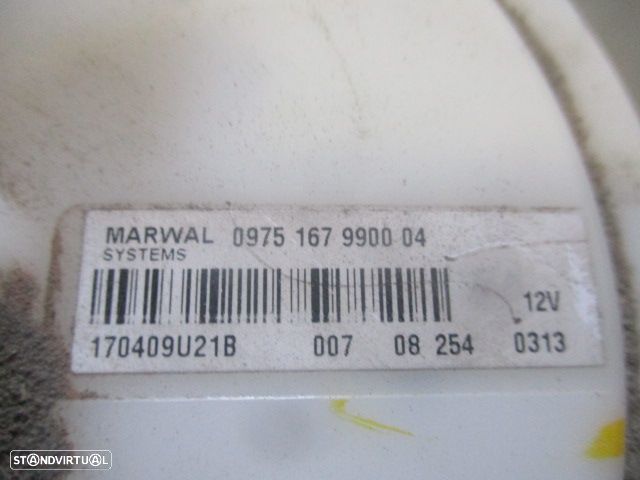 MARWAL 0975 167 9900 04
SYSTEMS
12V
170409U21B 007 08 254 0313
STANDVIRTUAL